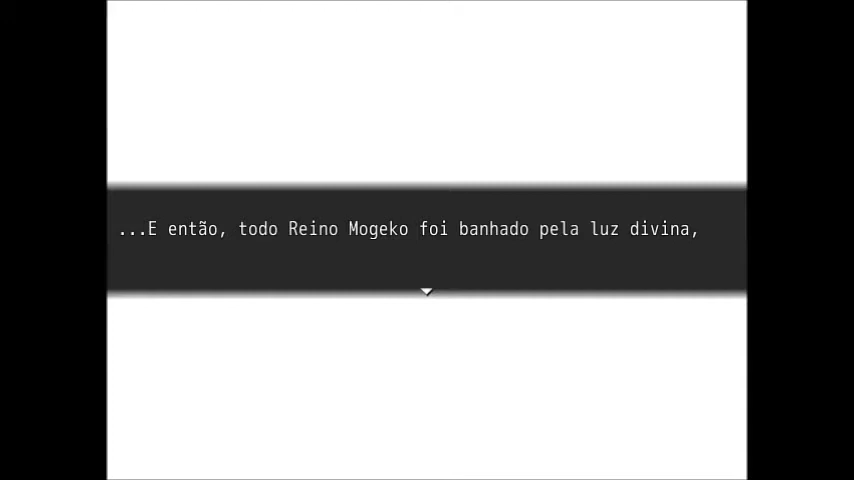 ...E então, todo Reino Mogeko foi banhado pela luz divina,